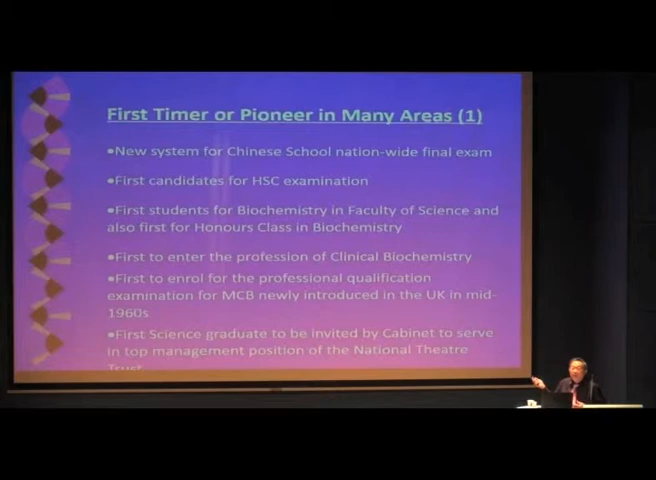 First Timer or Pioneer in Many Areas (1)
•New system for Chinese School nation-wide final exam
•First candidates for HSC examination
•First students for Biochemistry in Faculty of Science and
also first for Honours Class in Biochemistry
•First to enter the profession of Clinical Biochemistry
•First to enrol for the professional qualification
examination for MCB newly introduced in the UK in mid-
1960s
•First Science graduate to be invited by Cabinet to serve
in top management position of the National Theatre
Trust